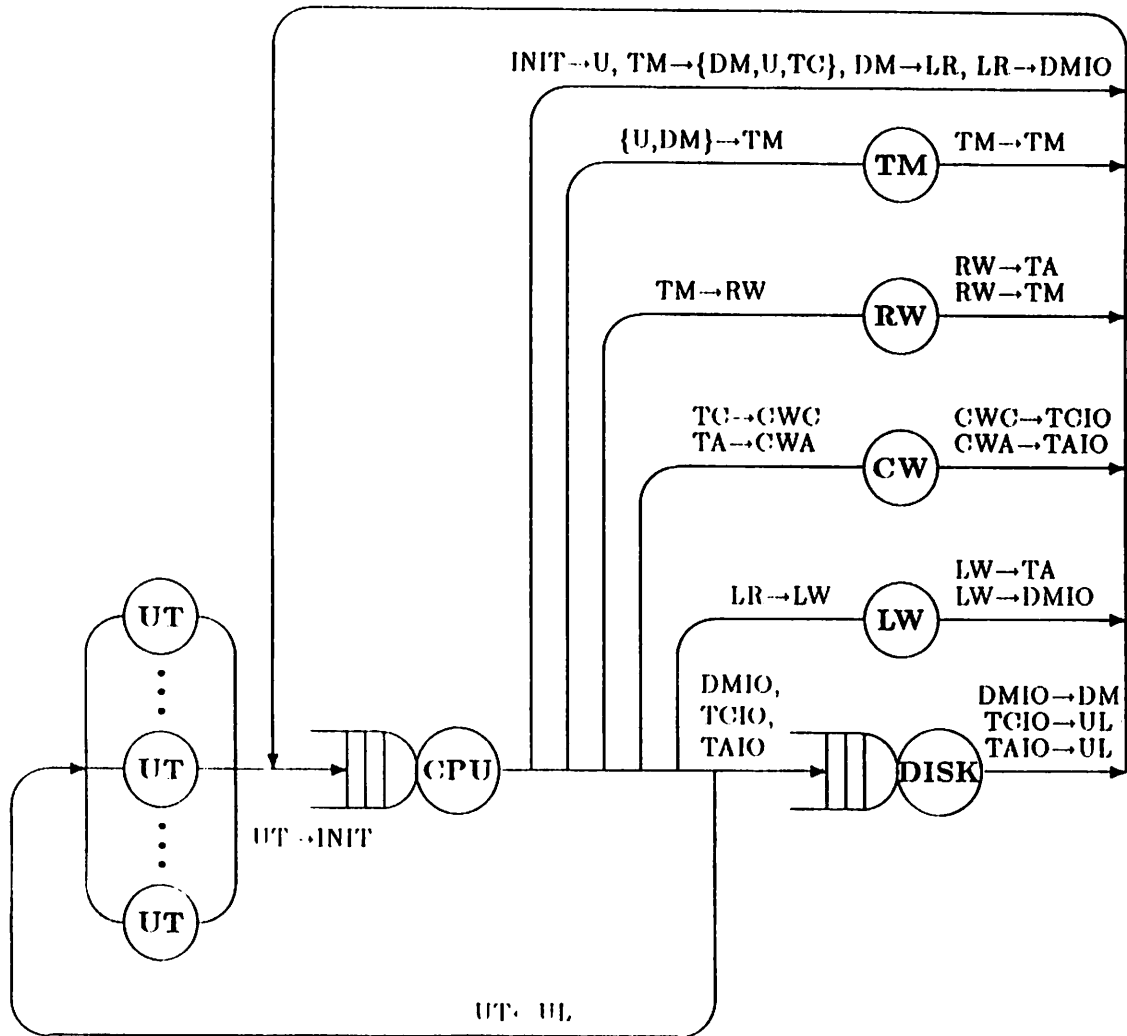 INIT→U, TM→{DM,U,TC}, DM→LR, LR→DMIO
{U,DM}→TM
TM
TM→TM
TM→RW
RW
RW→TA
RW→TM
TC→CWC
TA→CWA
CW
CWC→TCIO
CWA→TAIO
LR→LW
LW
LW→TA
LW→DMIO
UT
UT
UT
UT→INIT
CPU
DMIO,
TCIO,
TAIO
DISK
DMIO→DM
TCIO→UL
TAIO→UL
UT← UL